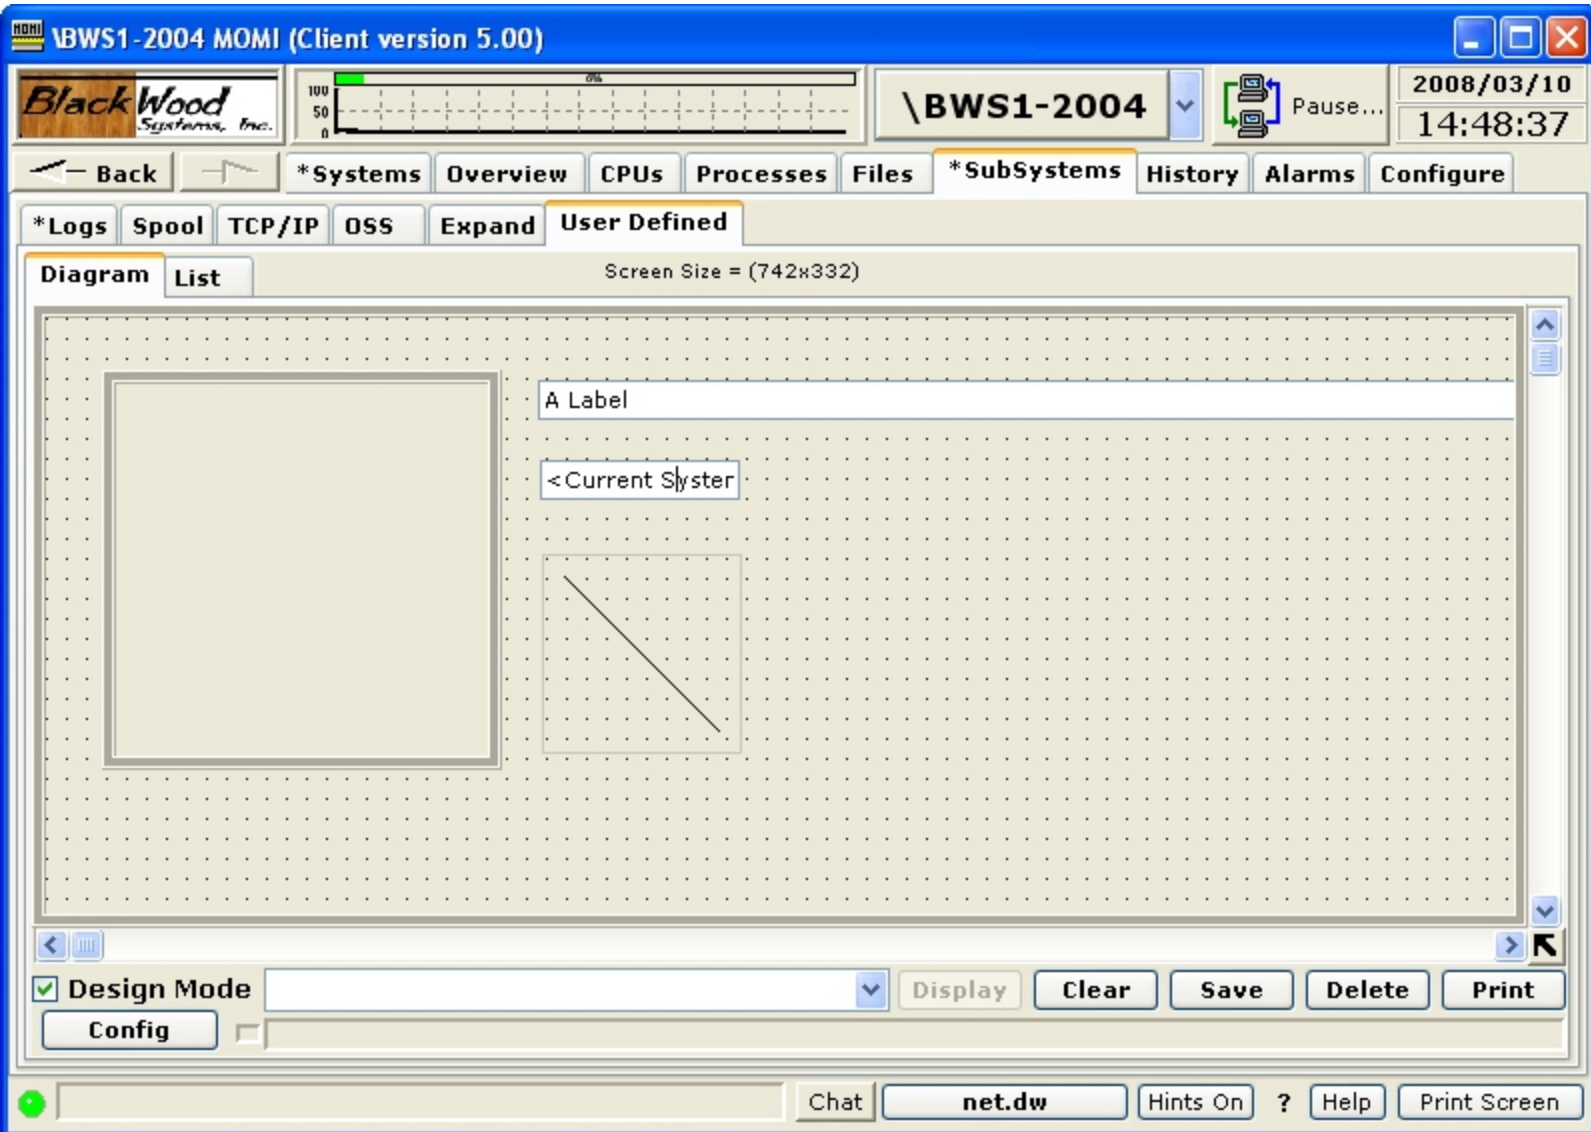 MOMI \BWS1-2004 MOMI (Client version 5.00)
BlackWood Systems, Inc.
0%
100
50
0
\BWS1-2004
Pause...
2008/03/10
14:48:37
Back *Systems Overview CPUs Processes Files *SubSystems History Alarms Configure
*Logs Spool TCP/IP OSS Expand User Defined
Diagram List Screen Size = (742x332)
A Label
<Current Syster
Design Mode Display Clear Save Delete Print
Config
Chat net.dw Hints On ? Help Print Screen